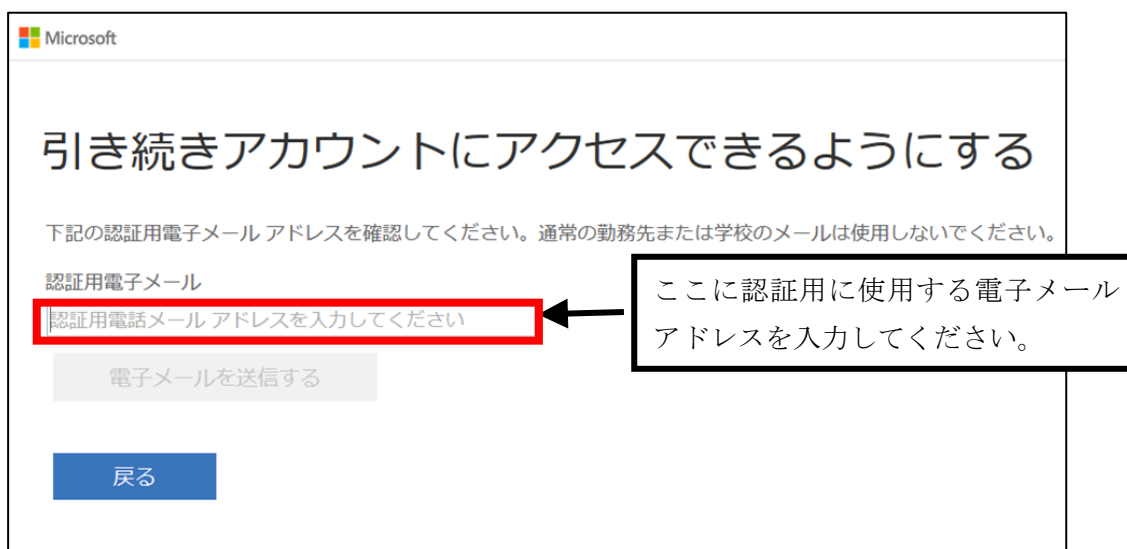 Microsoft
引き続きアカウントにアクセスできるようにする
下記の認証用電子メール アドレスを確認してください。通常の勤務先または学校のメールは使用しないでください。
認証用電子メール
認証用電話メール アドレスを入力してください
ここに認証用に使用する電子メール
アドレスを入力してください。
電子メールを送信する
戻る